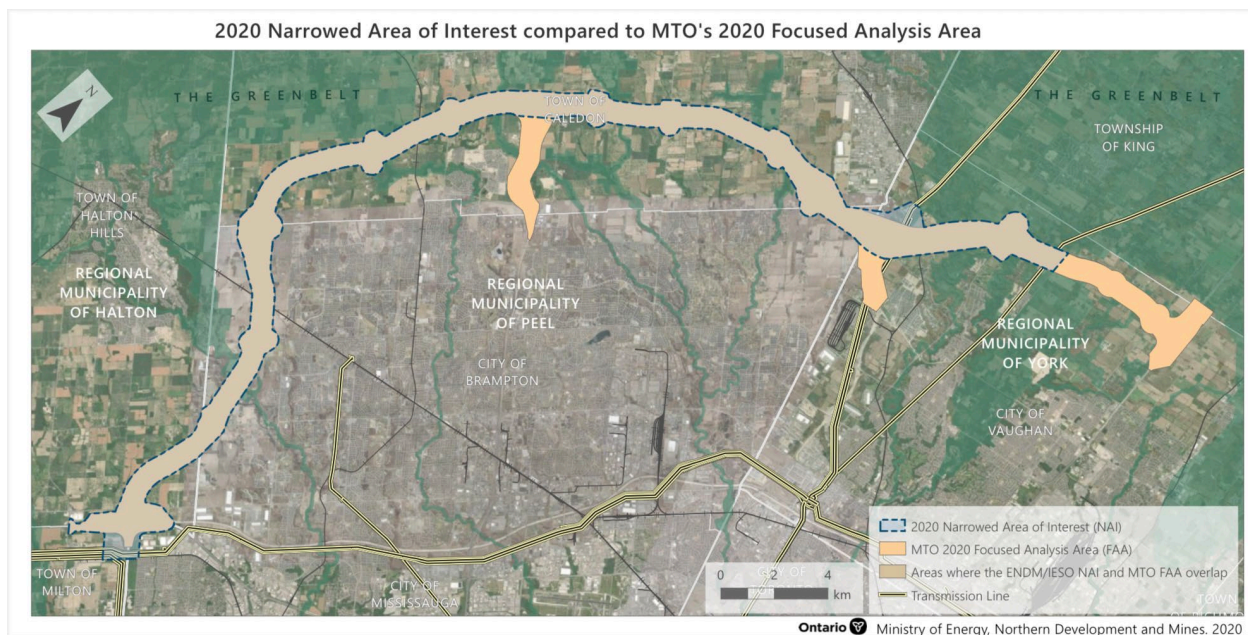 2020 Narrowed Area of Interest compared to MTO's 2020 Focused Analysis Area
N
THE GREENBELT
THE GREENBELT
TOWN OF
CALEDON
TOWNSHIP
OF KING
TOWN OF
HALTON
HILLS
REGIONAL
MUNICIPALITY
OF HALTON
REGIONAL
MUNICIPALITY
OF PEEL
REGIONAL
MUNICIPALITY
OF YORK
CITY OF
BRAMPTON
CITY OF
VAUGHAN
TOWN OF
MILTON
CITY OF
MISSISSAUGA
CITY OF
TOWN
0 2 4
km
2020 Narrowed Area of Interest (NAI)
MTO 2020 Focused Analysis Area (FAA)
Areas where the ENDM/IESO NAI and MTO FAA overlap
Transmission Line
Ontario
Ministry of Energy, Northern Development and Mines, 2020